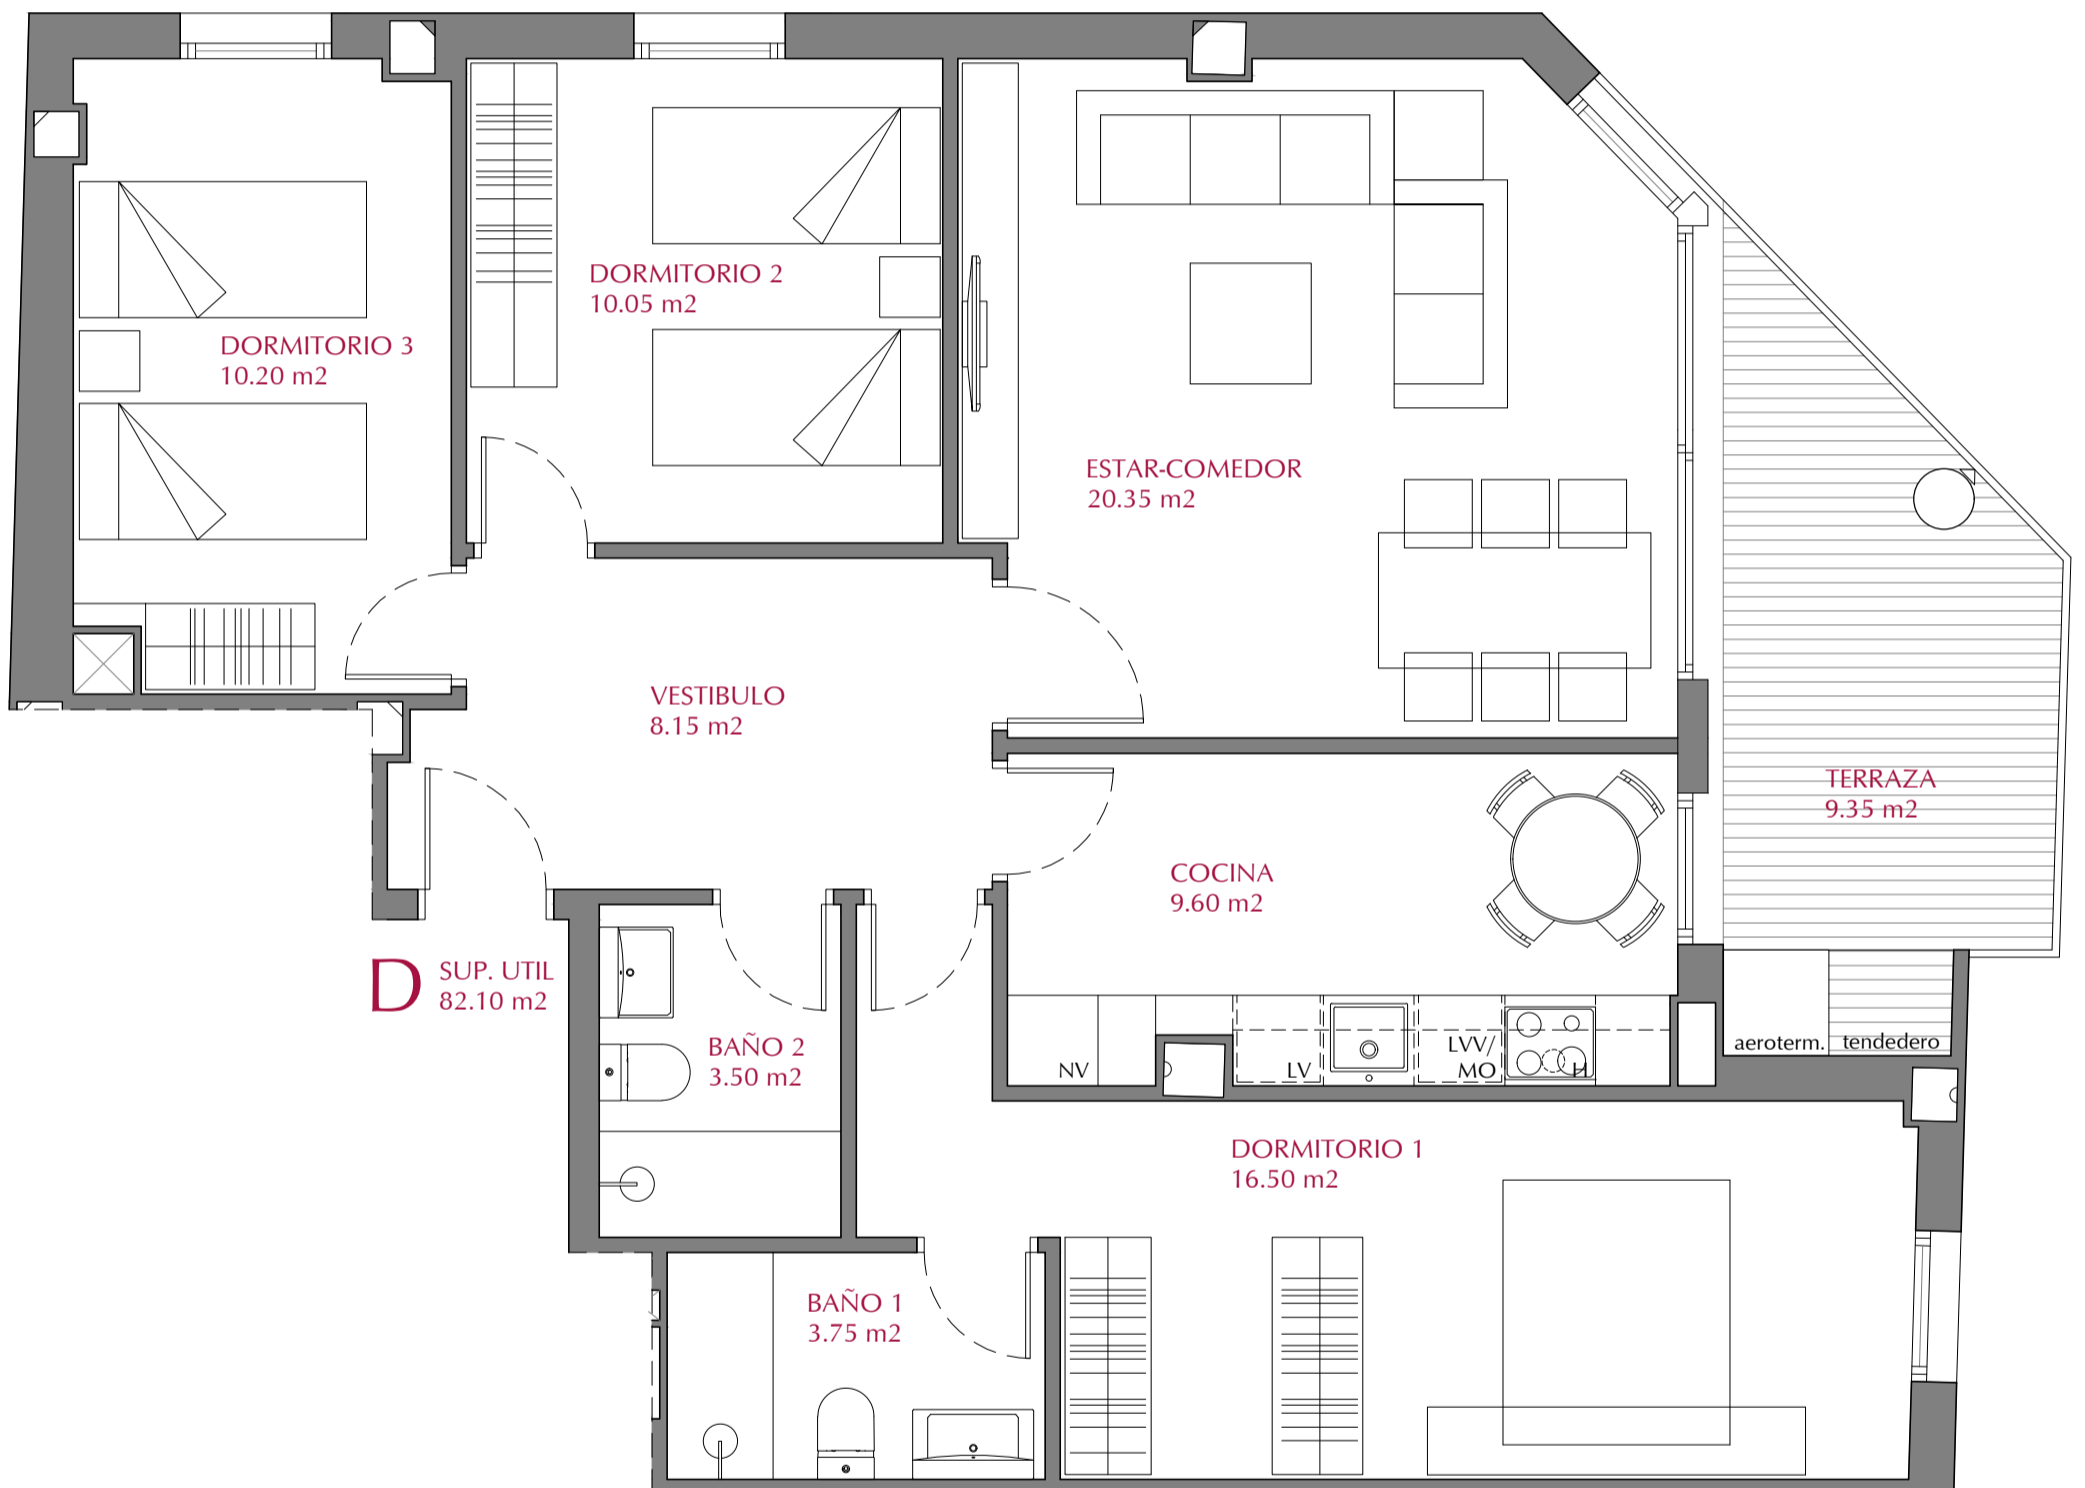 DORMITORIO 2
10.05 m2
DORMITORIO 3
10.20 m2
ESTAR-COMEDOR
20.35 m2
VESTIBULO
8.15 m2
TERRAZA
9.35 m2
COCINA
9.60 m2
D
SUP. UTIL
82.10 m2
BAÑO 2
3.50 m2
NV
LV
LVV/
MO
H
aeroterm.
tendedero
DORMITORIO 1
16.50 m2
BAÑO 1
3.75 m2